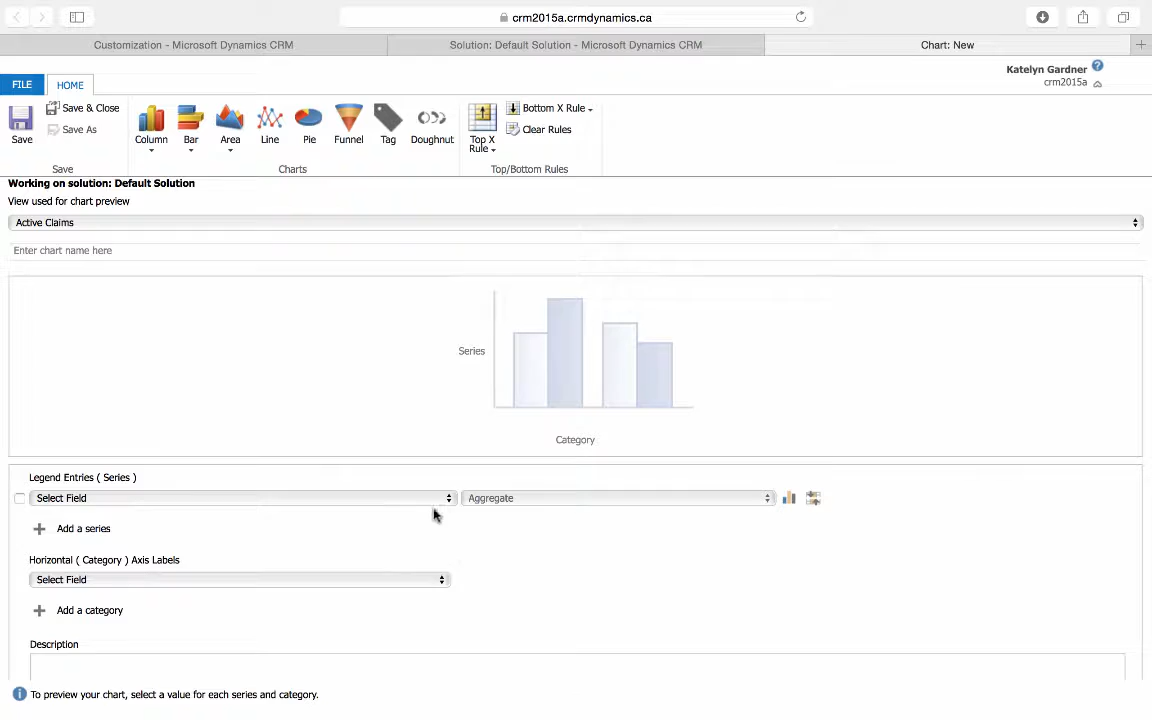 crm2015a.crmdynamics.ca
Customization - Microsoft Dynamics CRM
Solution: Default Solution - Microsoft Dynamics CRM
Chart: New
Katelyn Gardner
crm2015a
FILE
HOME
Save
Save & Close
Save As
Save
Column
Bar
Area
Line
Pie
Funnel
Tag
Doughnut
Charts
Top X
Rule
Bottom X Rule
Clear Rules
Top/Bottom Rules
Working on solution: Default Solution
View used for chart preview
Active Claims
Enter chart name here
Series
Category
Legend Entries ( Series )
Select Field
Aggregate
Add a series
Horizontal ( Category ) Axis Labels
Select Field
Add a category
Description
To preview your chart, select a value for each series and category.